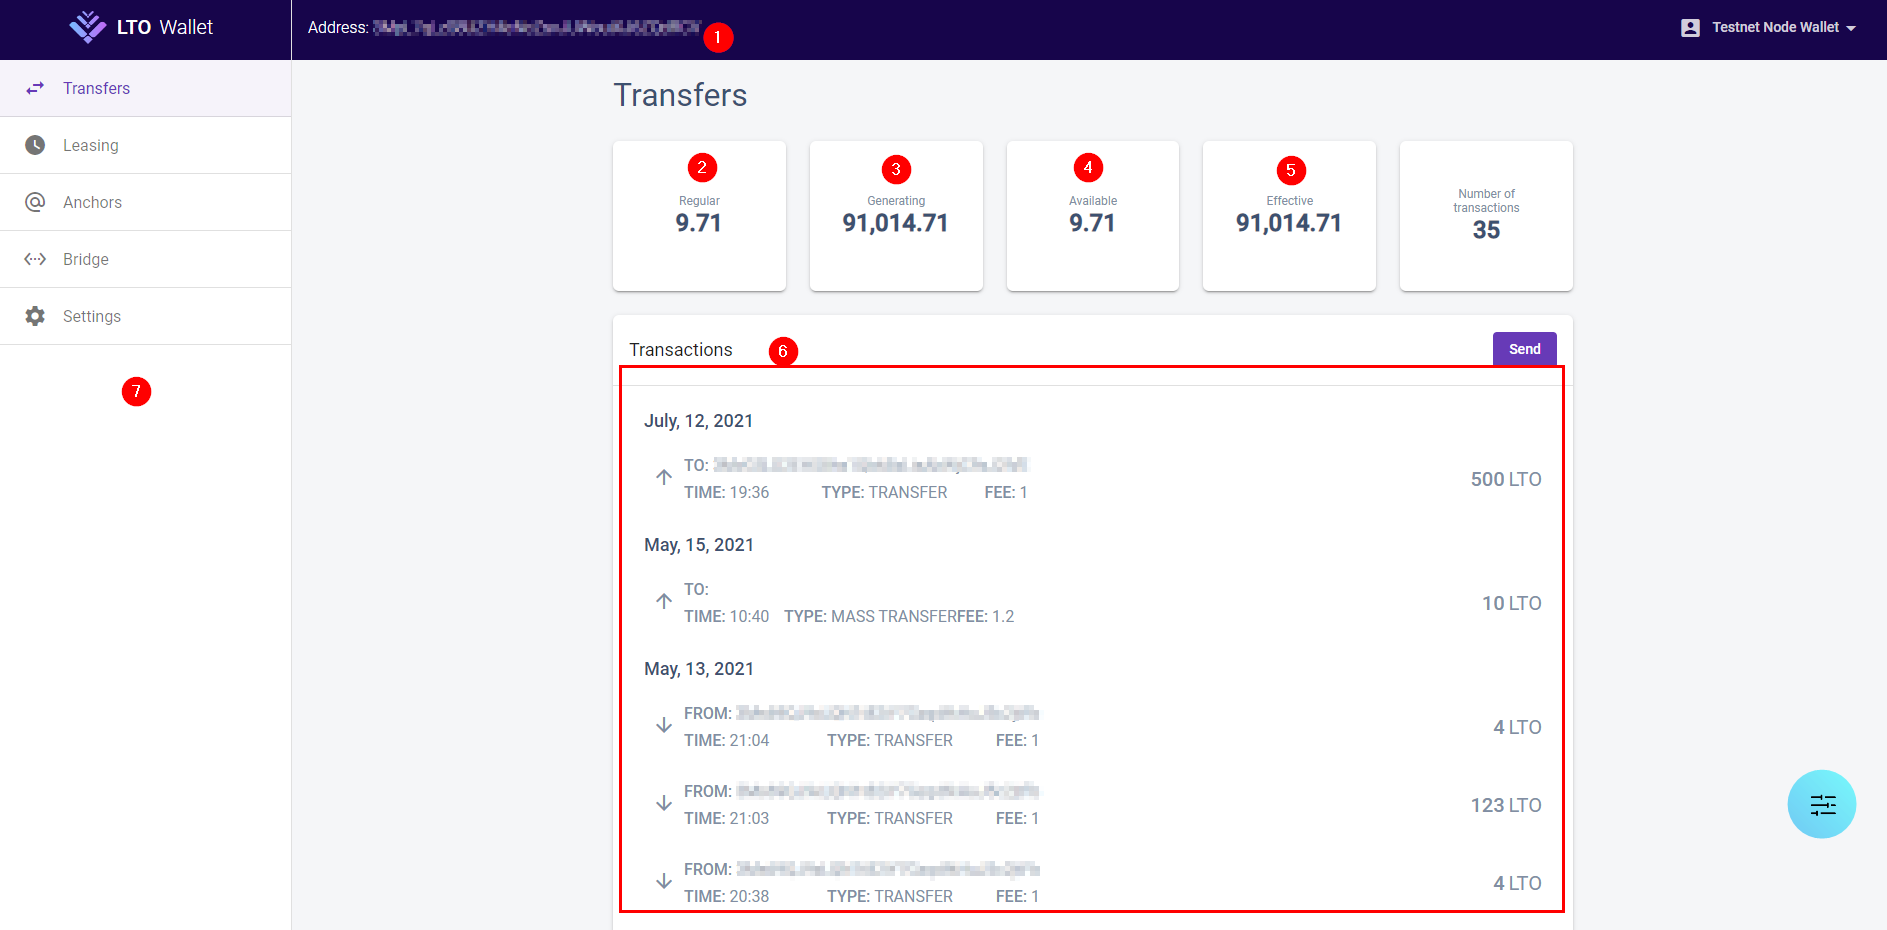 LTO Wallet
Address:
1
Testnet Node Wallet
Transfers
Leasing
Anchors
Bridge
Settings
7
Transfers
2
Regular
9.71
3
Generating
91,014.71
4
Available
9.71
5
Effective
91,014.71
Number of
transactions
35
Transactions
6
Send
July, 12, 2021
TO:
TIME: 19:36 TYPE: TRANSFER FEE: 1
500 LTO
May, 15, 2021
TO:
TIME: 10:40 TYPE: MASS TRANSFERFEE: 1.2
10 LTO
May, 13, 2021
FROM:
TIME: 21:04 TYPE: TRANSFER FEE: 1
4 LTO
FROM:
TIME: 21:03 TYPE: TRANSFER FEE: 1
123 LTO
FROM:
TIME: 20:38 TYPE: TRANSFER FEE: 1
4 LTO